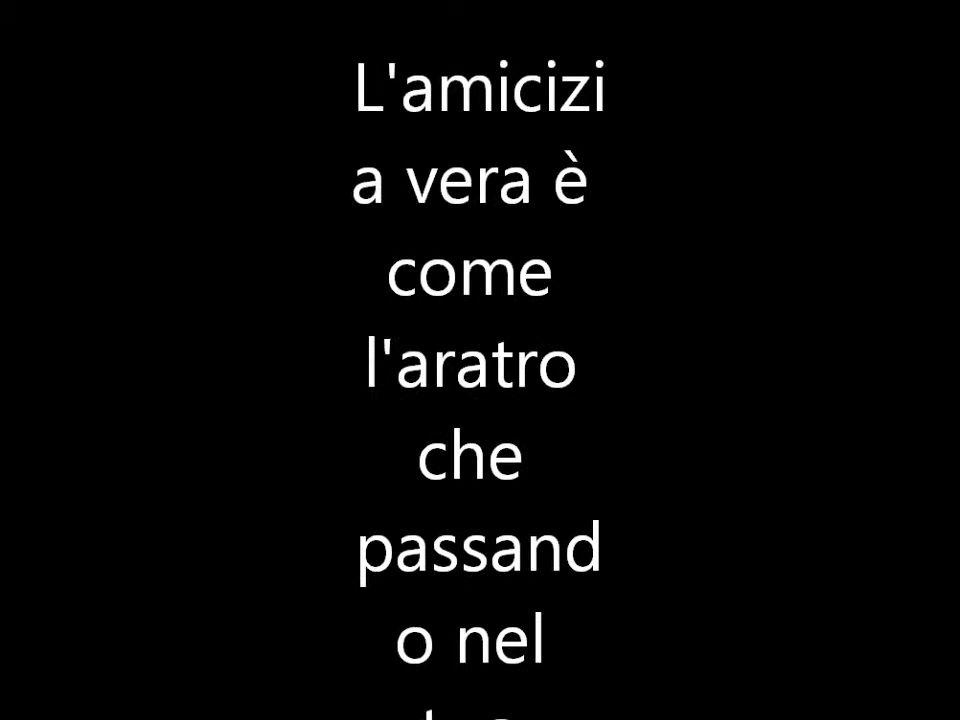 L'amicizi
a vera è
come
l'aratro
che
passand
o nel